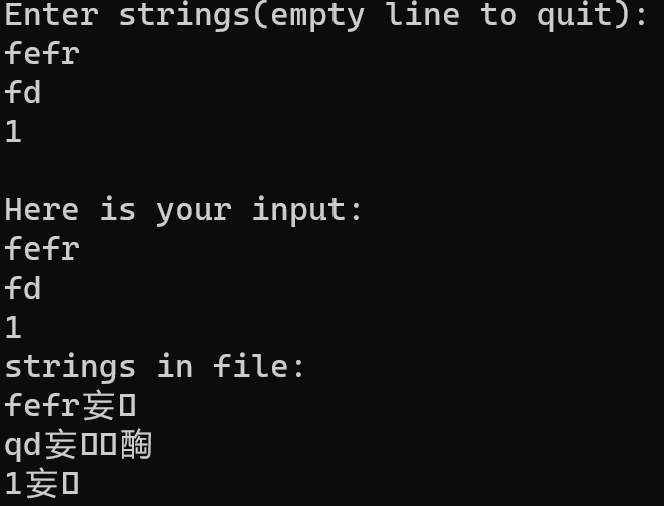 Enter strings(empty line to quit):
fefr
fd
1
Here is your input:
fefr
fd
1
strings in file:
fefr妄
qd妄醄
1妄